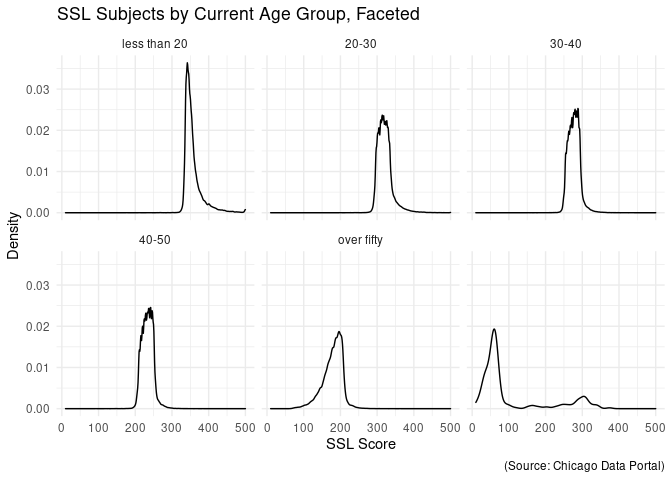 SSL Subjects by Current Age Group, Faceted
less than 20 20-30 30-40
0.03
0.02
0.01
0.00
40-50 over fifty
0.03
0.02
0.01
0.00
Density
0 100 200 300 400 500 0 100 200 300 400 500 0 100 200 300 400 500
SSL Score
(Source: Chicago Data Portal)